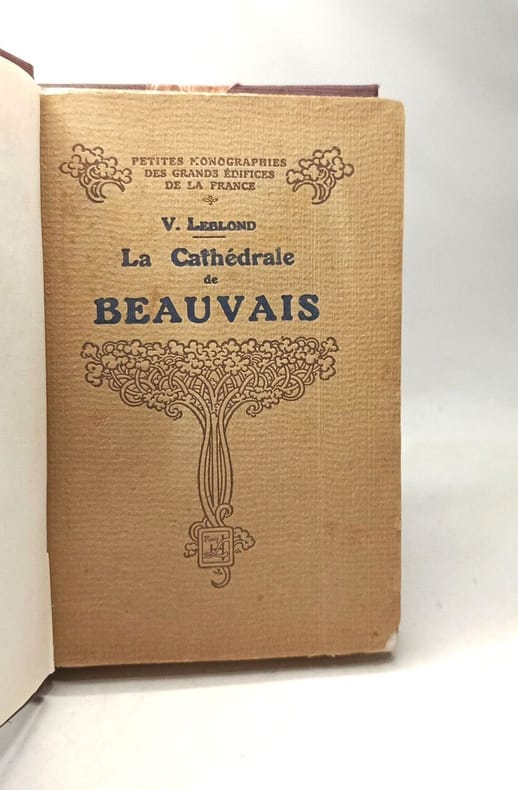 PETITES MONOGRAPHIES
DES GRANDS ÉDIFICES
DE LA FRANCE
V. LEBLOND
La Cathédrale
de
BEAUVAIS